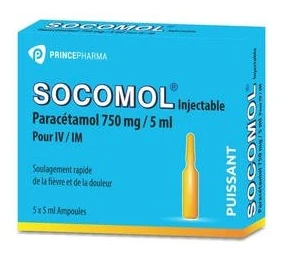 PRINCEPHARMA
SOCOMOL® Injectable
Paracétamol 750 mg / 5 ml
Pour IV / IM
Soulagement rapide
de la fièvre et de la douleur
5 x 5 ml Ampoules
PUISSANT